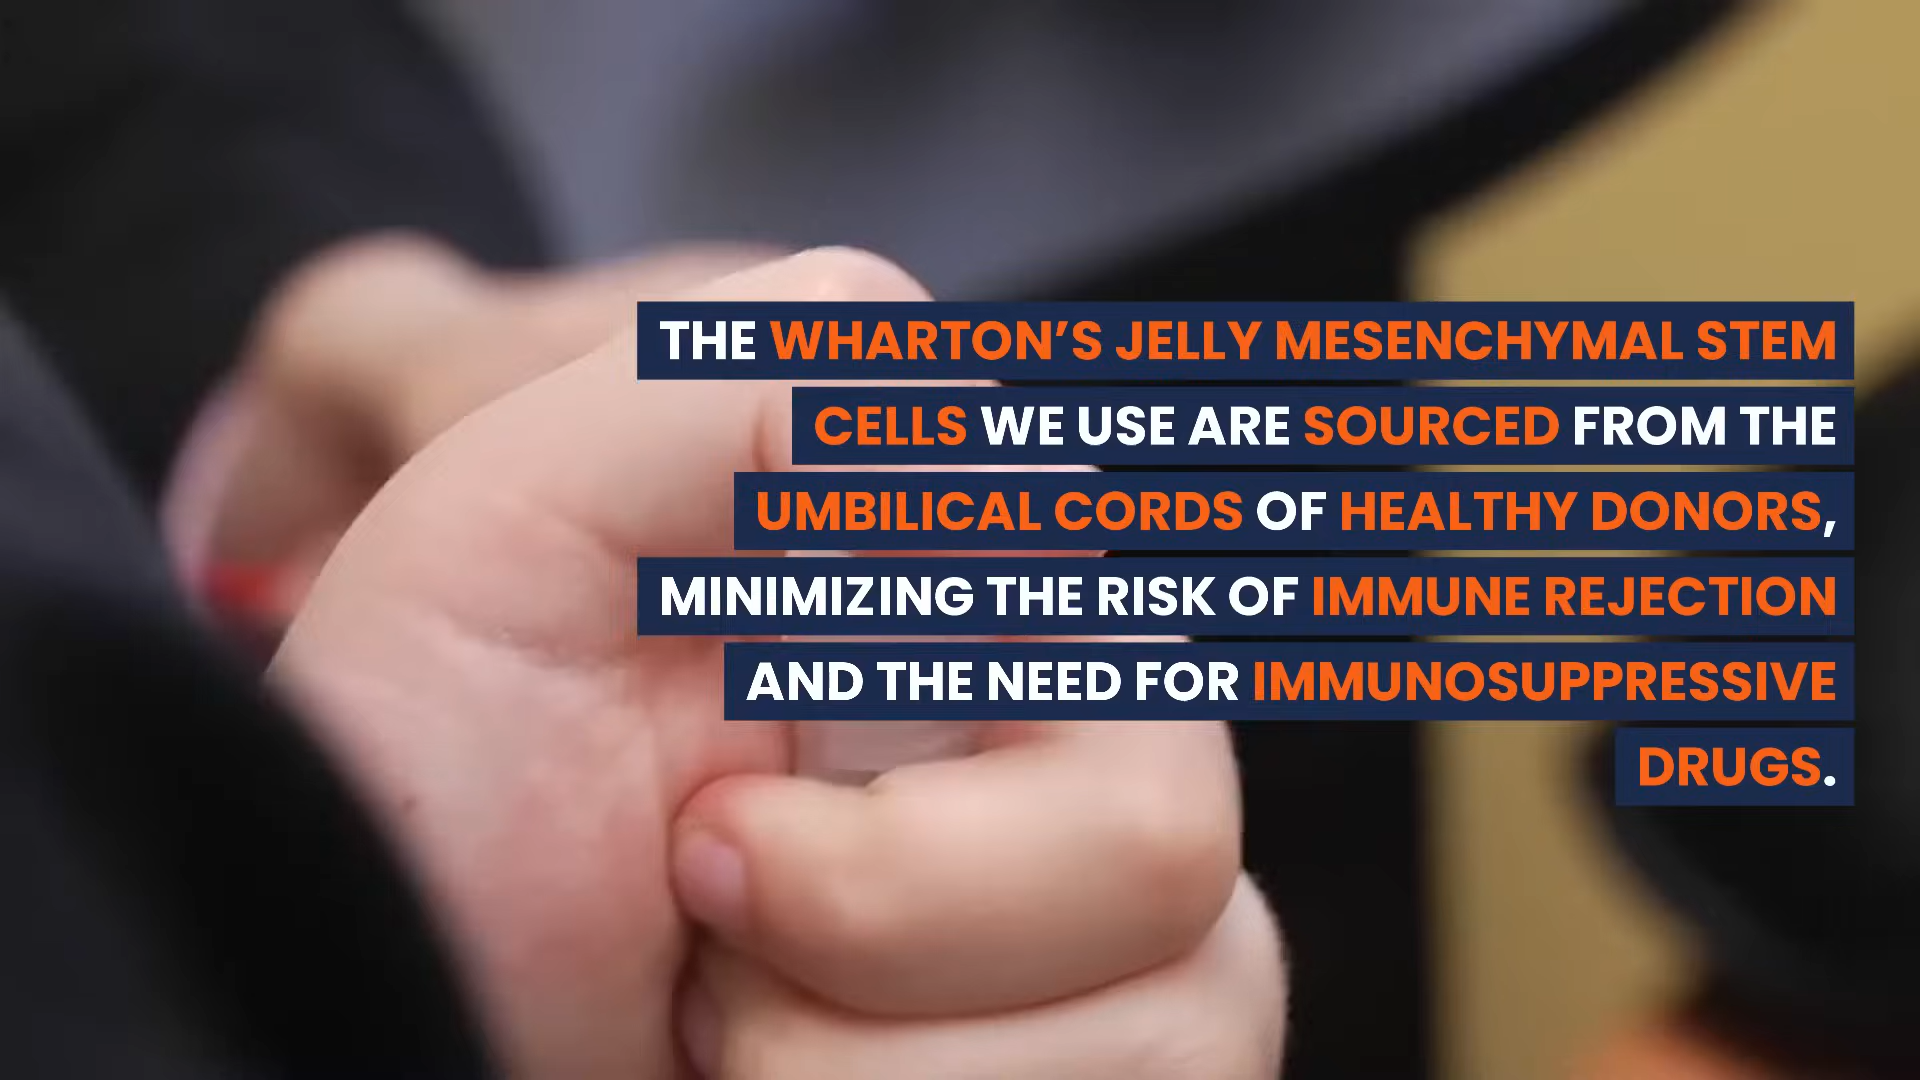 THE WHARTON’S JELLY MESENCHYMAL STEM
CELLS WE USE ARE SOURCED FROM THE
UMBILICAL CORDS OF HEALTHY DONORS,
MINIMIZING THE RISK OF IMMUNE REJECTION
AND THE NEED FOR IMMUNOSUPPRESSIVE
DRUGS.